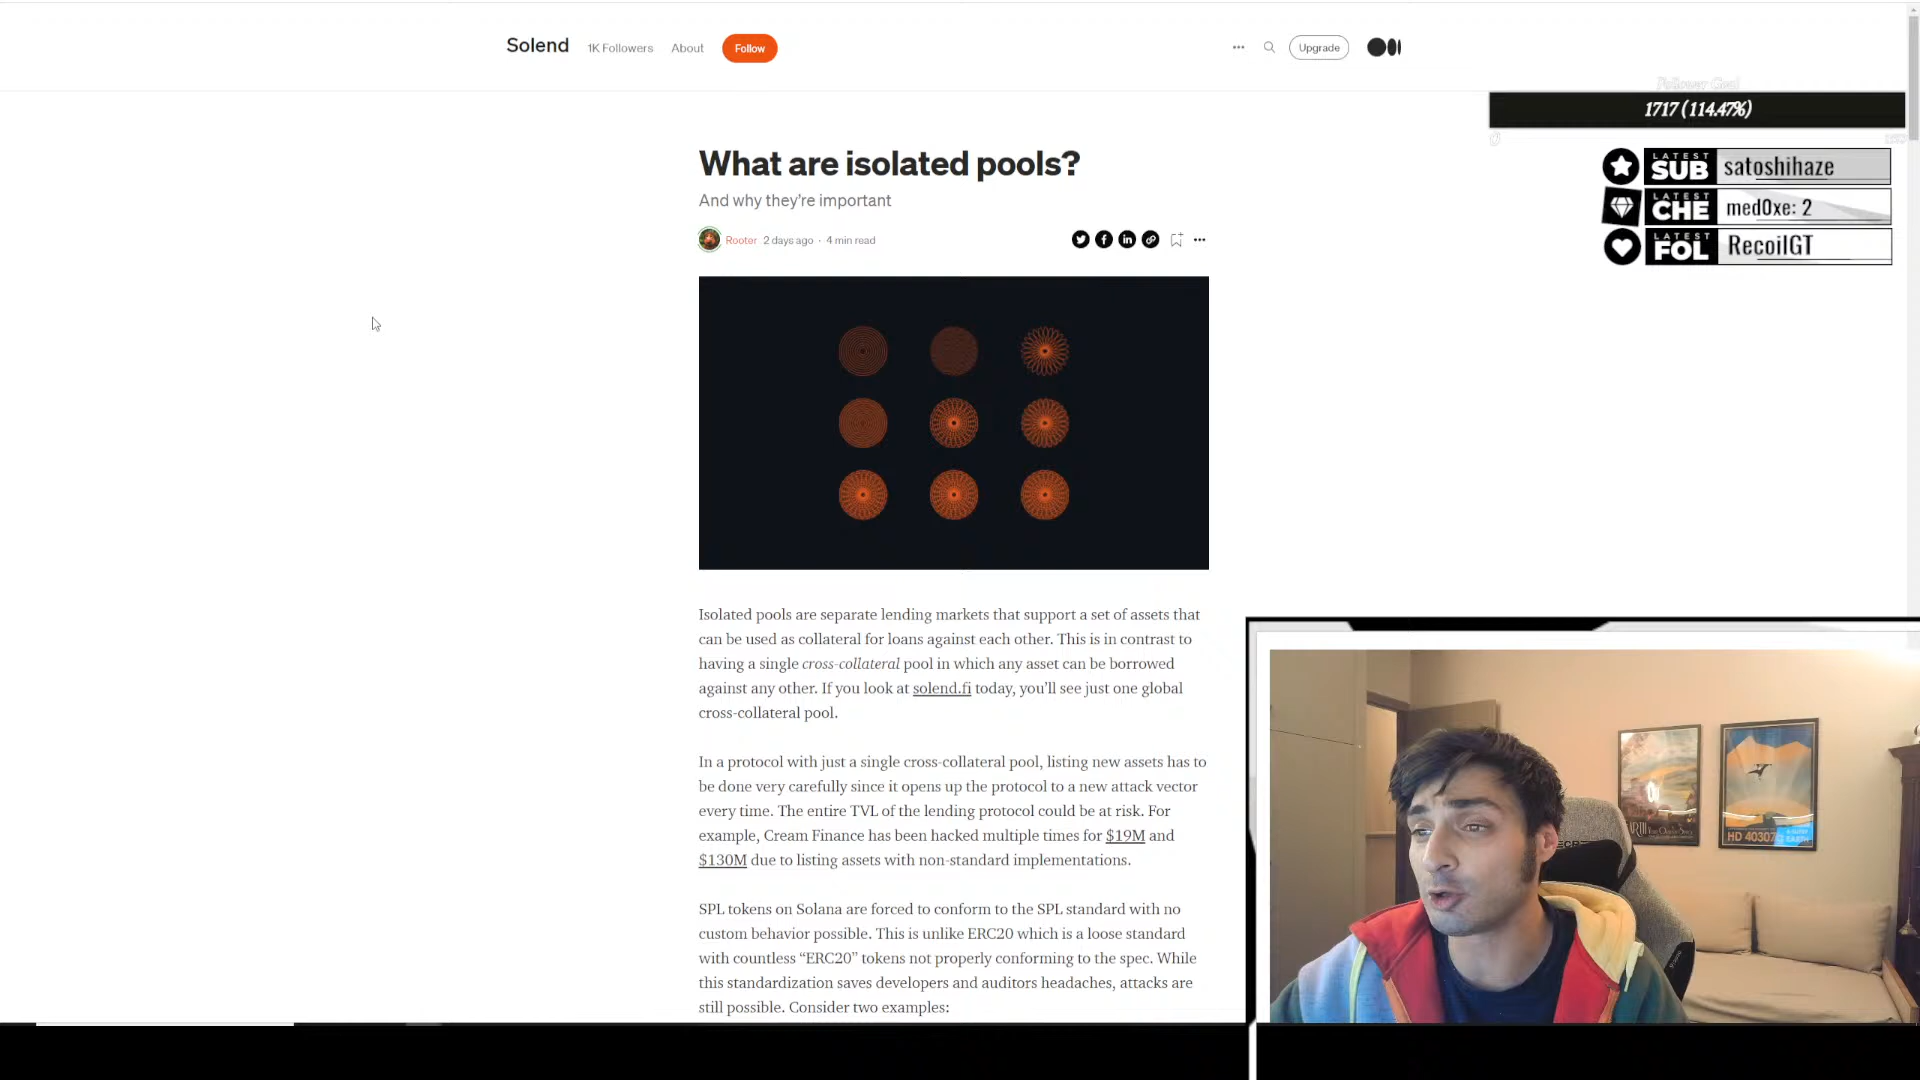 Solend
1K Followers
About
Follow
Upgrade
Follower Goal
1717 (114.47%)
0
What are isolated pools?
And why they're important
Rooter 2 days ago · 4 min read
LATEST
SUB satoshihaze
LATEST
CHE med0xe: 2
LATEST
FOL RecoilGT
Isolated pools are separate lending markets that support a set of assets that
can be used as collateral for loans against each other. This is in contrast to
having a single cross-collateral pool in which any asset can be borrowed
against any other. If you look at solend.fi today, you'll see just one global
cross-collateral pool.
In a protocol with just a single cross-collateral pool, listing new assets has to
be done very carefully since it opens up the protocol to a new attack vector
every time. The entire TVL of the lending protocol could be at risk. For
example, Cream Finance has been hacked multiple times for $19M and
$130M due to listing assets with non-standard implementations.
SPL tokens on Solana are forced to conform to the SPL standard with no
custom behavior possible. This is unlike ERC20 which is a loose standard
with countless “ERC20” tokens not properly conforming to the spec. While
this standardization saves developers and auditors headaches, attacks are
still possible. Consider two examples:
HD 40307